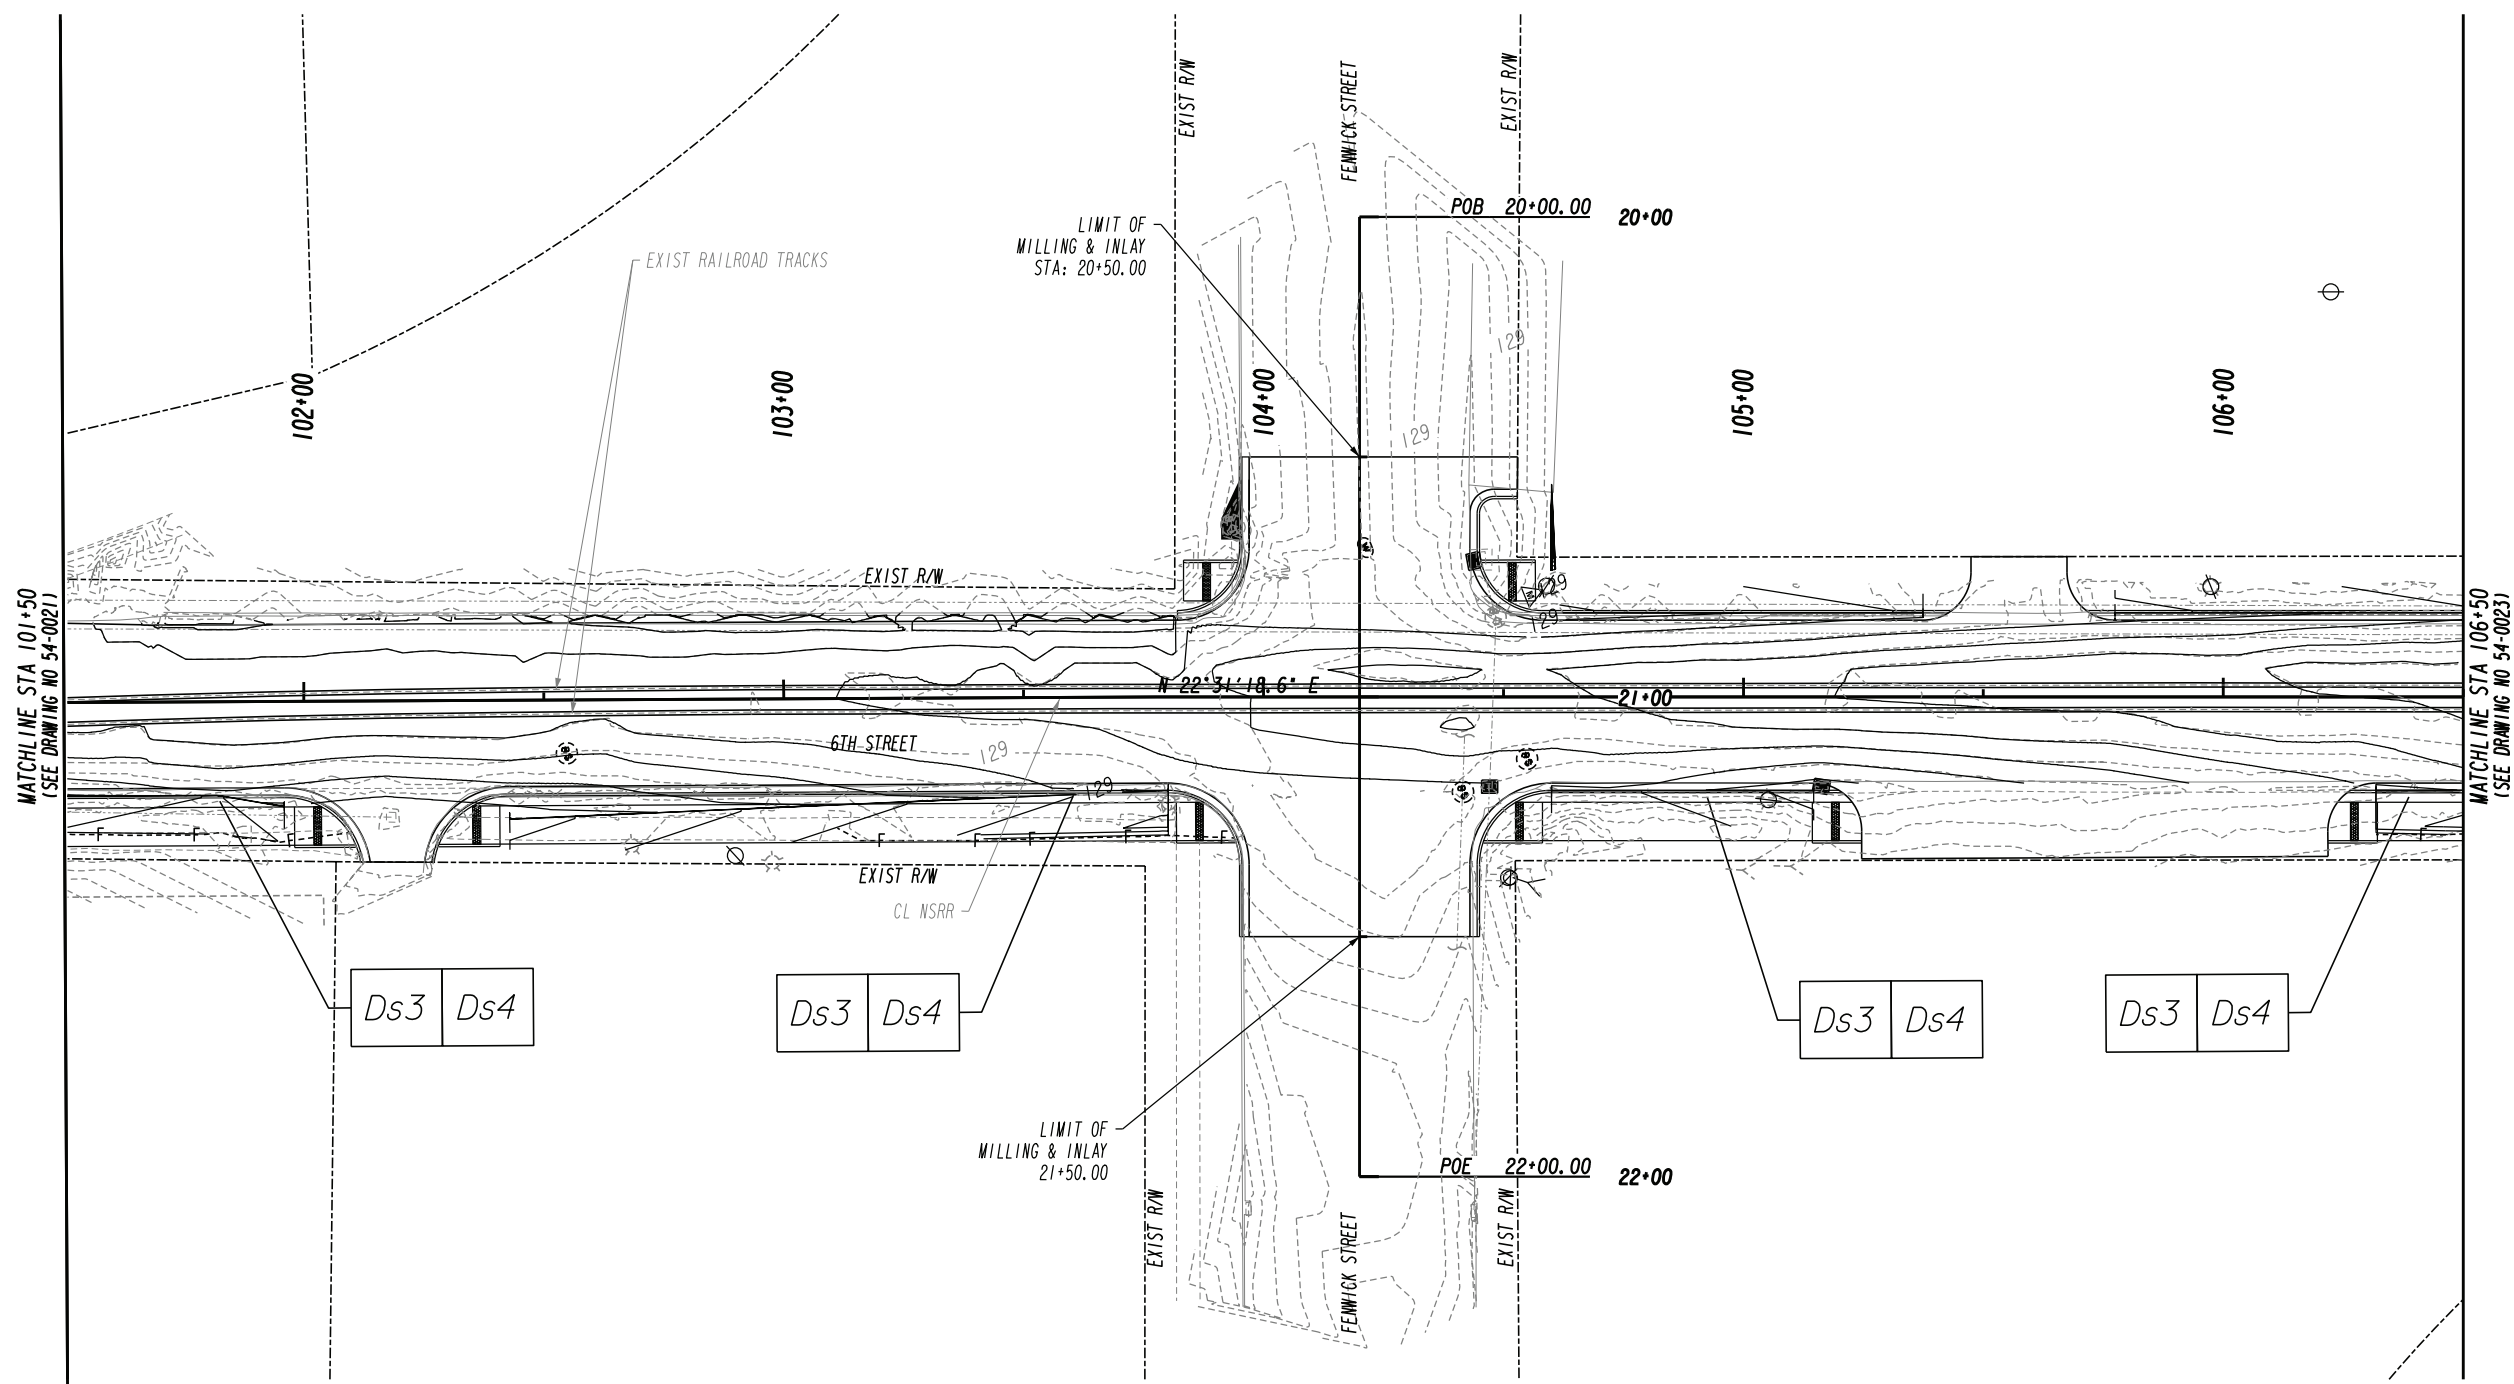 EXIST R/W
FENWICK STREET
EXIST R/W
POB 20+00.00
20+00
LIMIT OF
MILLING & INLAY
STA: 20+50.00
EXIST RAILROAD TRACKS
129
102+00
103+00
104+00
105+00
106+00
129
EXIST R/W
129
129
MATCHLINE STA 101+50
(SEE DRAWING NO 54-0021)
MATCHLINE STA 106+50
(SEE DRAWING NO 54-0023)
N 22°31'18.6" E
21+00
6TH STREET
129
129
F
F
F
F
F
F
F
F
F
EXIST R/W
CL NSRR
Ds3 Ds4
Ds3 Ds4
Ds3 Ds4
Ds3 Ds4
LIMIT OF
MILLING & INLAY
21+50.00
POE 22+00.00
22+00
EXIST R/W
FENWICK STREET
EXIST R/W